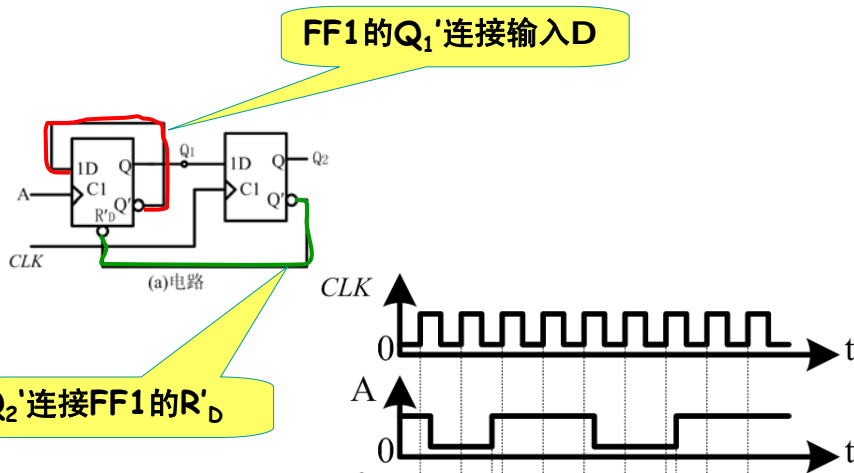 FF1的Q₁'连接输入D
1D Q Q₁ 1D Q Q₂
A C1 Q' C1 Q'
R'D
CLK
(a)电路
₂'连接FF1的R'D
CLK
0 t
A
0 t